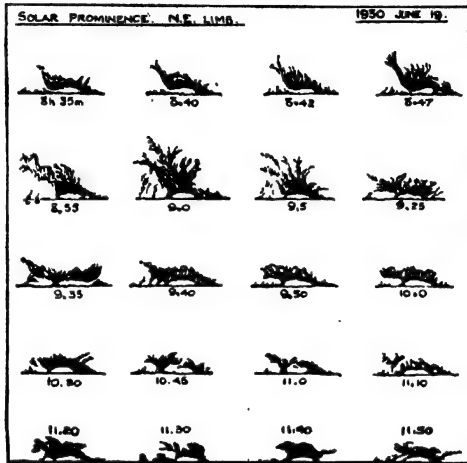 SOLAR PROMINENCE. N.E. LIMB. 1930 JUNE 19.
8h 35m 8.40 8.42 8.47
8.55 9.0 9.5 9.25
9.35 9.40 9.50 10.0
10.30 10.45 11.0 11.10
11.20 11.30 11.40 11.50